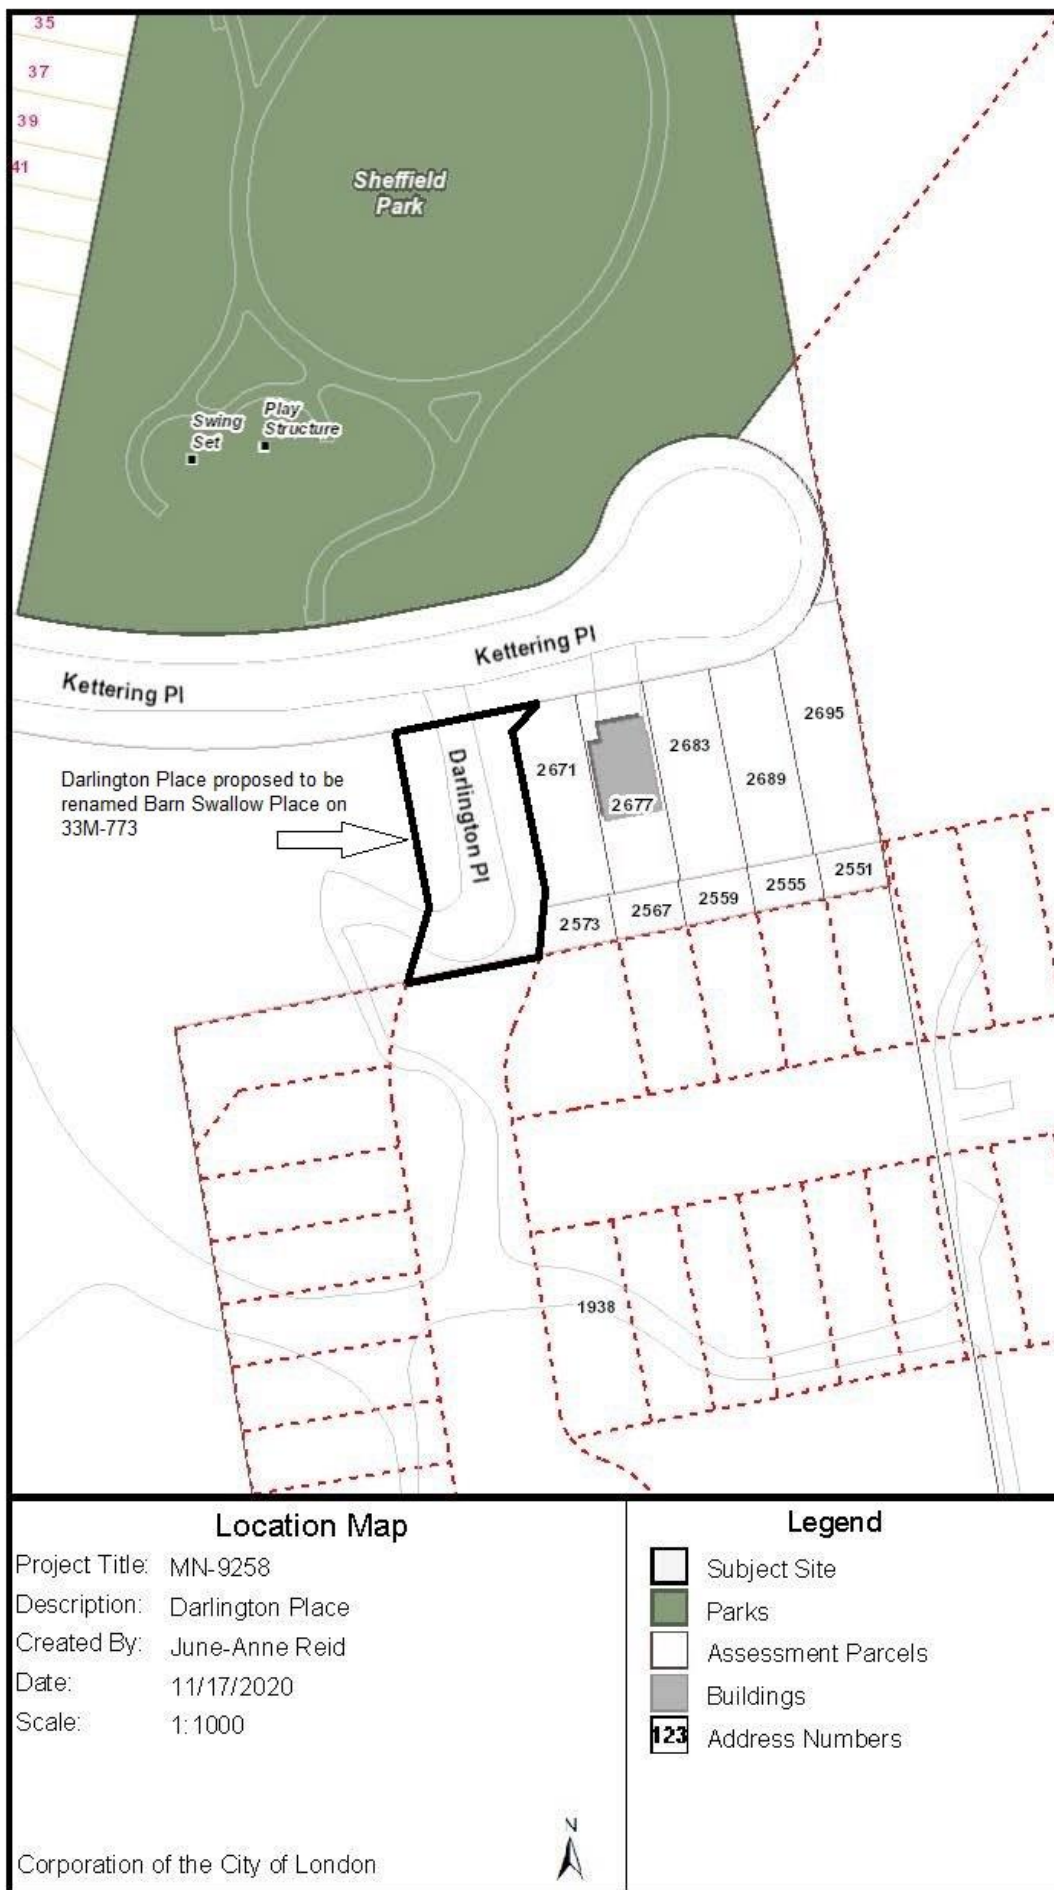 35
37
39
41
Sheffield
Park
Swing
Set
Play
Structure
Kettering Pl
Kettering Pl
Darlington Place proposed to be
renamed Barn Swallow Place on
33M-773
Darlington Pl
2671
2677
2683
2689
2695
2573
2567
2559
2555
2551
1938
Location Map
Project Title: MN-9258
Description: Darlington Place
Created By: June-Anne Reid
Date: 11/17/2020
Scale: 1:1000
N
Corporation of the City of London
Legend
Subject Site
Parks
Assessment Parcels
Buildings
123 Address Numbers